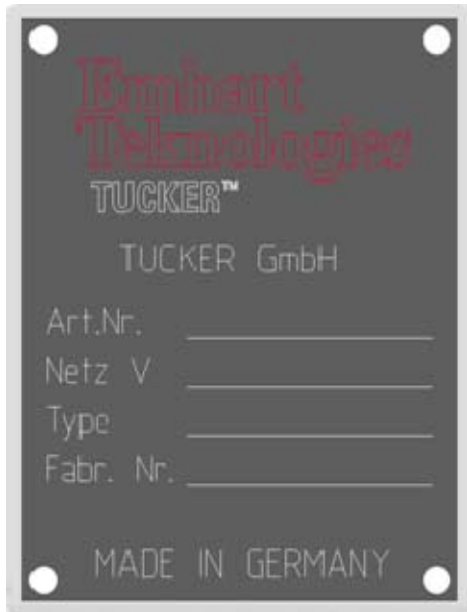 Emhart
Teknologies
TUCKER™
TUCKER GmbH
Art.Nr.
Netz V
Type
Fabr. Nr.
MADE IN GERMANY